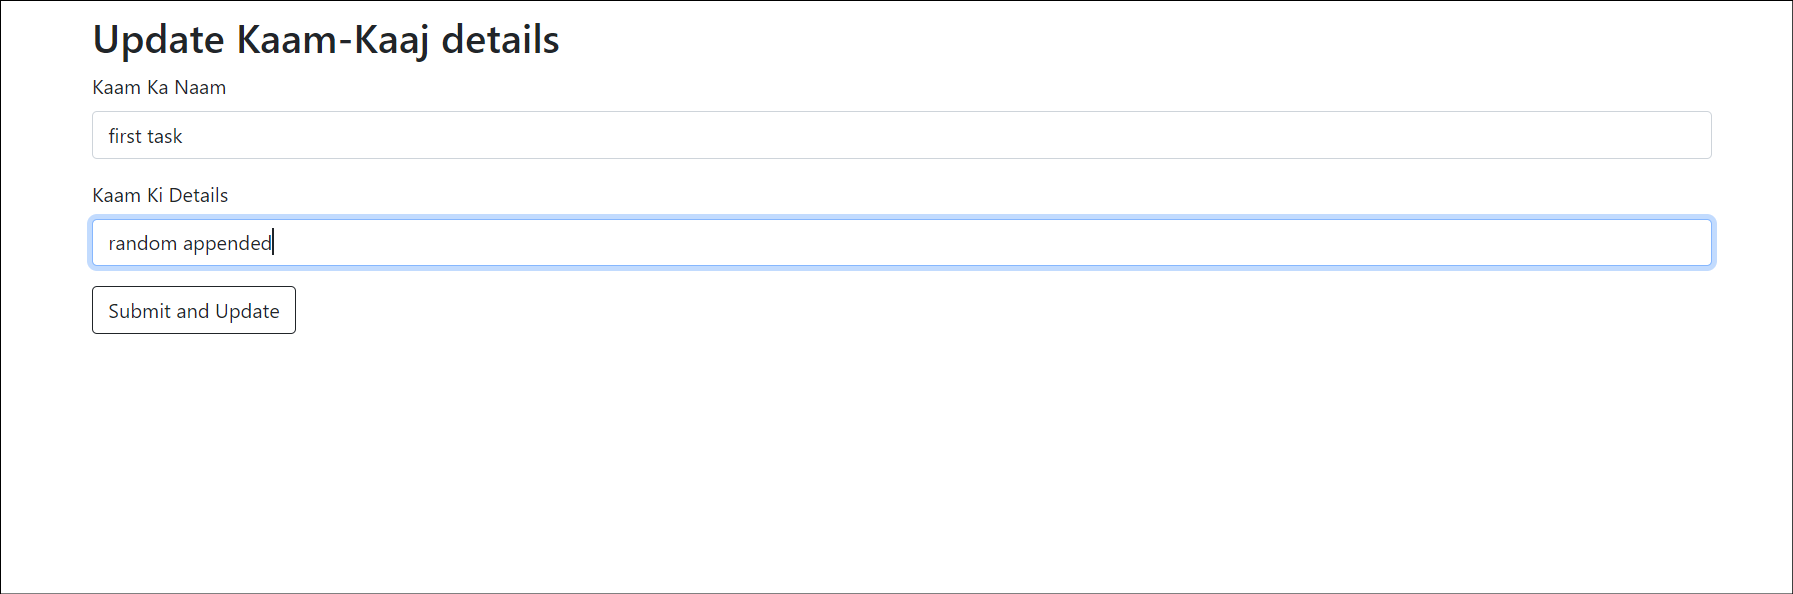 Update Kaam-Kaaj details
Kaam Ka Naam
first task
Kaam Ki Details
random appended
Submit and Update